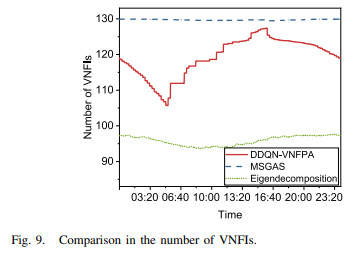 130
120
110
100
90
Number of VNFIs
DDQN-VNFPA
MSGAS
Eigendecomposition
03:20 06:40 10:00 13:20 16:40 20:00 23:20
Time
Fig. 9. Comparison in the number of VNFIs.